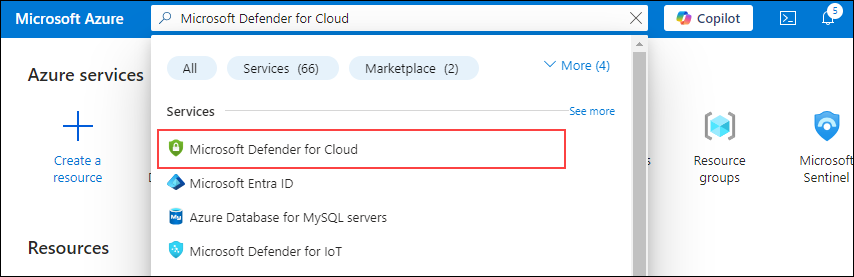 Microsoft Azure
Microsoft Defender for Cloud
Copilot
5
All
Services (66)
Marketplace (2)
More (4)
Azure services
Services
See more
Create a
resource
Microsoft Defender for Cloud
Microsoft Entra ID
Azure Database for MySQL servers
Microsoft Defender for IoT
Resource
groups
Microsoft
Sentinel
Resources